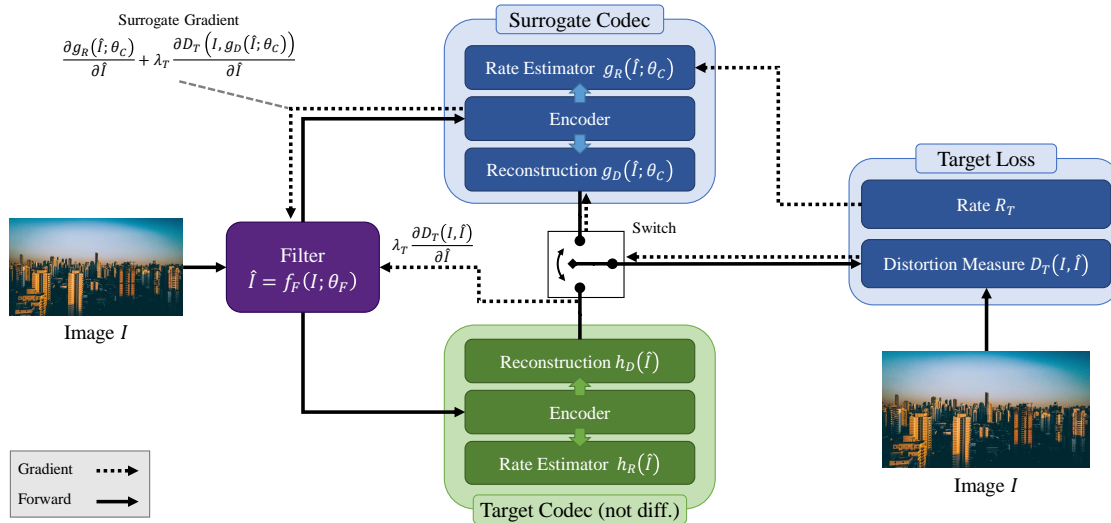 Surrogate Gradient
∂g_R(Î;θ_C)/∂Î + λ_T ∂D_T(I, g_D(Î;θ_C))/∂Î
Surrogate Codec
Rate Estimator g_R(Î;θ_C)
Encoder
Reconstruction g_D(Î;θ_C)
Target Loss
Rate R_T
Distortion Measure D_T(I,Î)
Switch
λ_T ∂D_T(I,Î)/∂Î
Filter
Î = f_F(I;θ_F)
Image I
Reconstruction h_D(Î)
Encoder
Rate Estimator h_R(Î)
Target Codec (not diff.)
Image I
Gradient
Forward